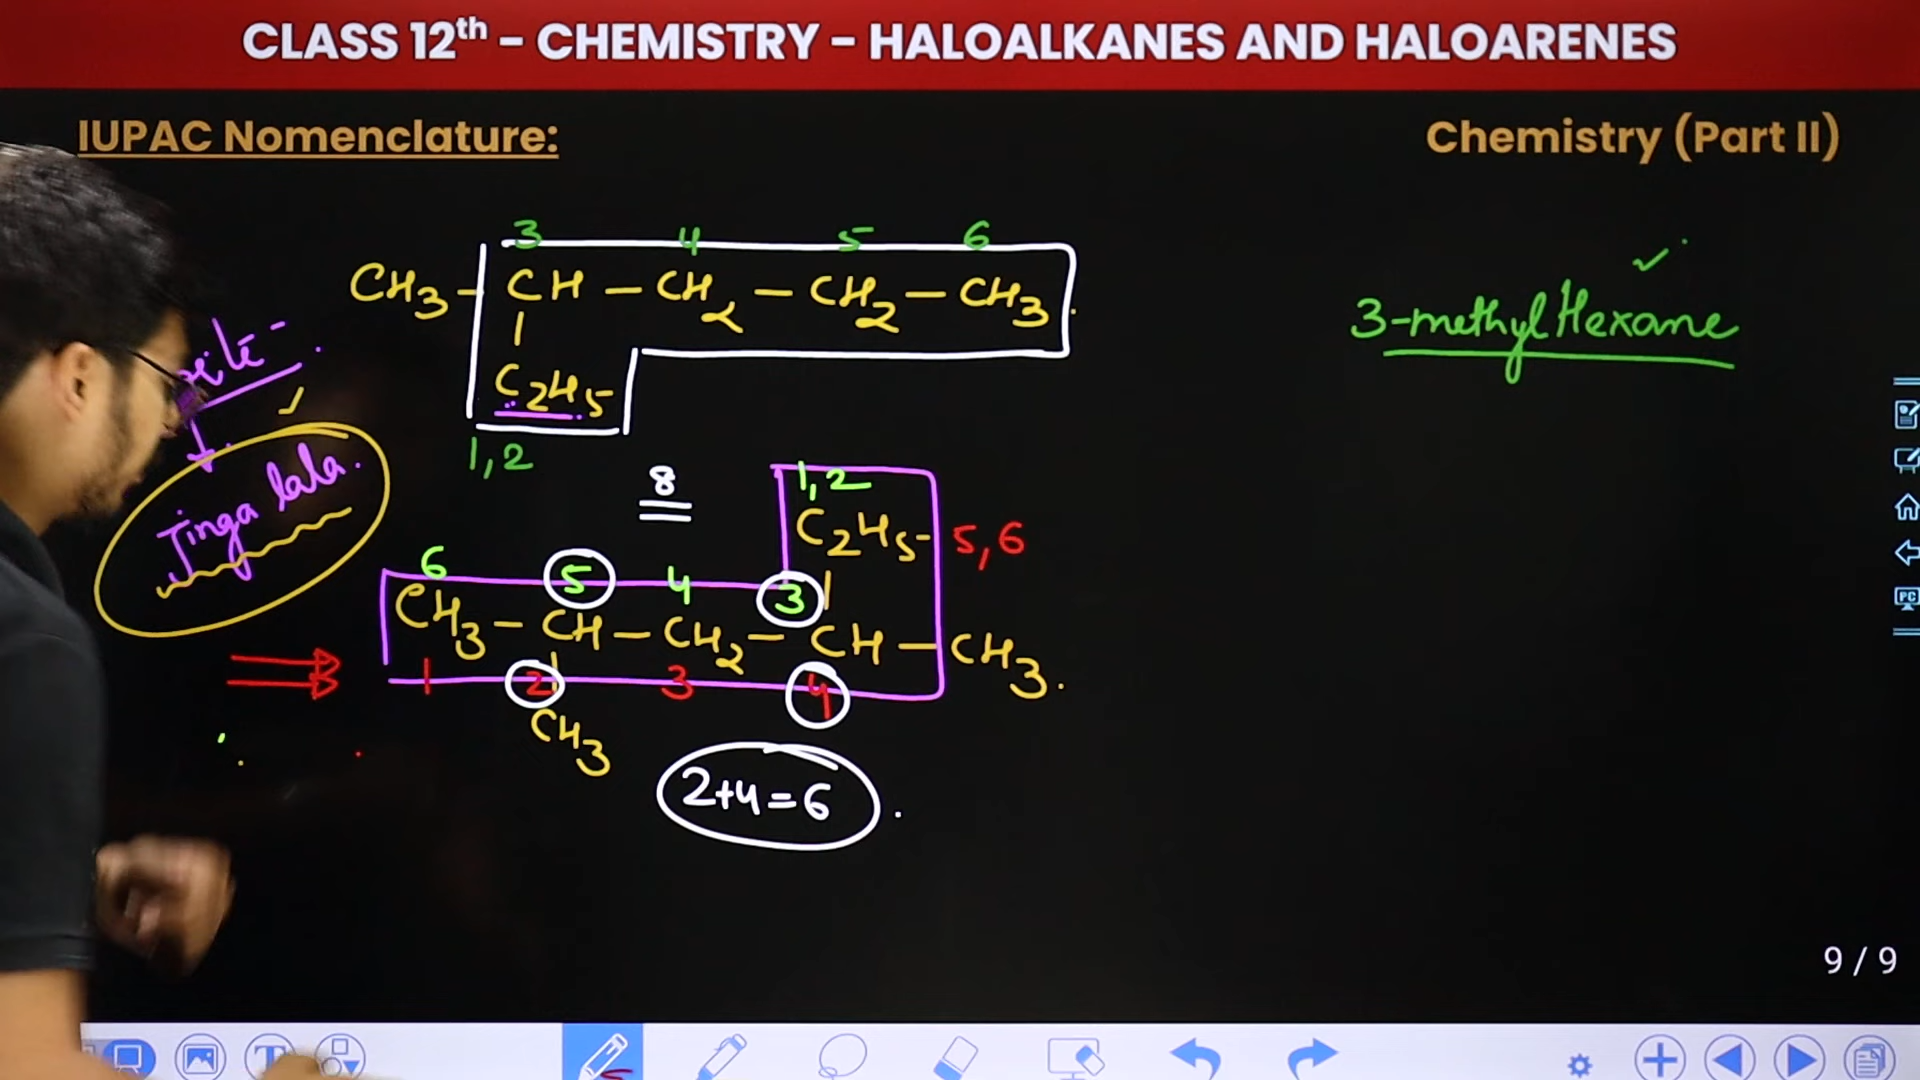 CLASS 12th - CHEMISTRY - HALOALKANES AND HALOARENES
IUPAC Nomenclature:
Chemistry (Part II)
3 4 5 6
CH3 - CH - CH2 - CH2 - CH3
C2H5
1,2
3-methyl Hexane
Jinga lala.
8
1,2
C2H5
5,6
6 5 4 3
CH3 - CH - CH2 - CH - CH3
1 2 3 4
CH3
2+4=6
9 / 9
T
PC